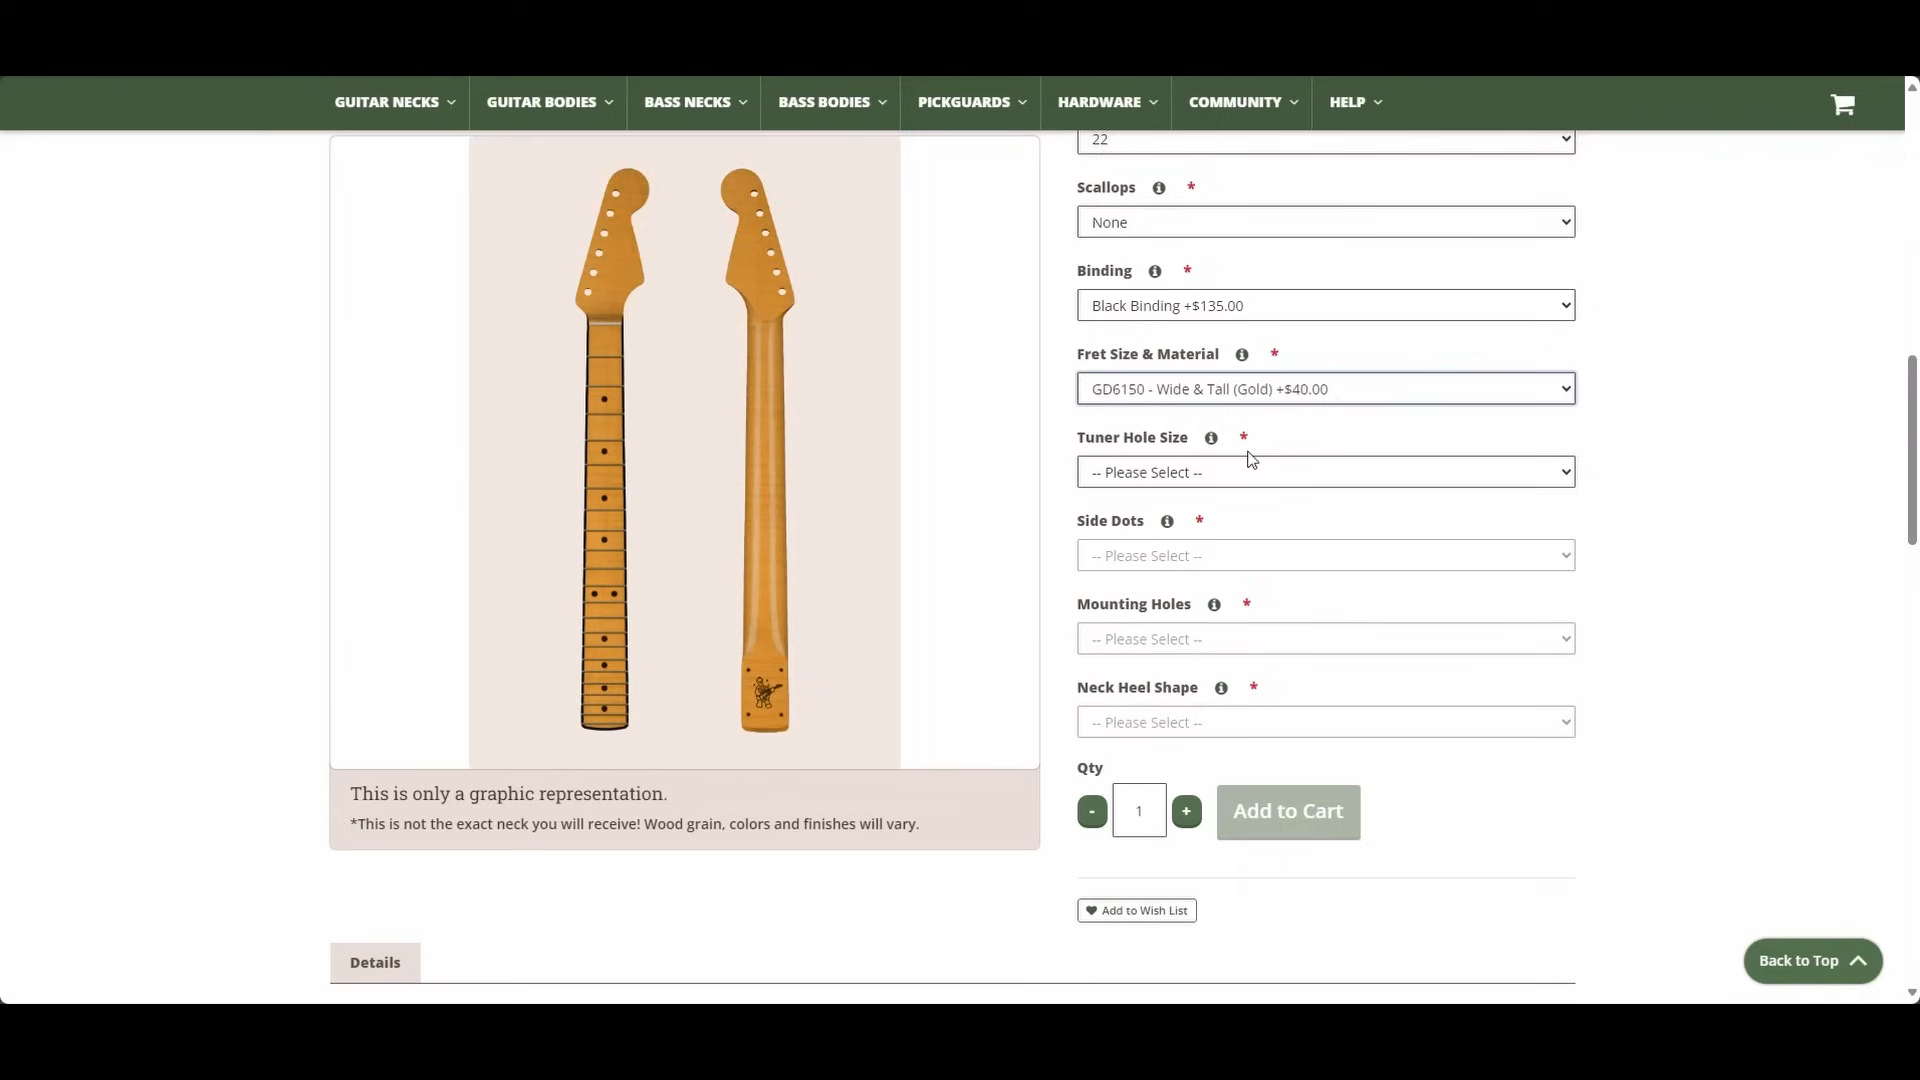 GUITAR NECKS
GUITAR BODIES
BASS NECKS
BASS BODIES
PICKGUARDS
HARDWARE
COMMUNITY
HELP
22
Scallops *
None
Binding *
Black Binding +$135.00
Fret Size & Material *
GD6150 - Wide & Tall (Gold) +$40.00
Tuner Hole Size *
-- Please Select --
Side Dots *
-- Please Select --
Mounting Holes *
-- Please Select --
Neck Heel Shape *
-- Please Select --
Qty
- 1 + Add to Cart
Add to Wish List
This is only a graphic representation.
*This is not the exact neck you will receive! Wood grain, colors and finishes will vary.
Details
Back to Top